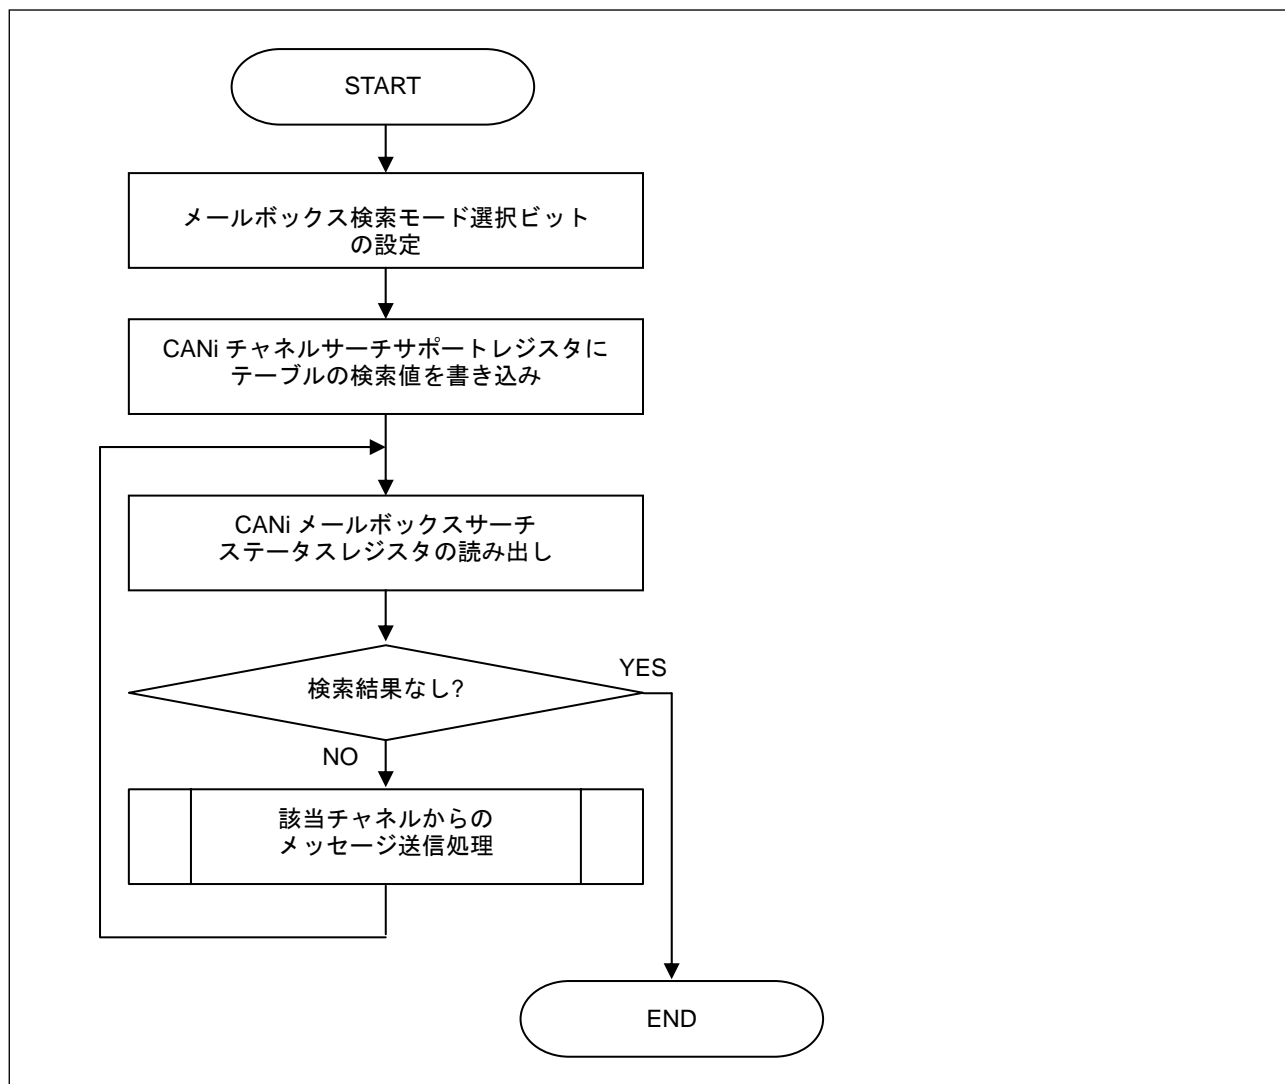 START
メールボックス検索モード選択ビット
の設定
CANi チャネルサーチサポートレジスタに
テーブルの検索値を書き込み
CANi メールボックスサーチ
ステータスレジスタの読み出し
検索結果なし?
YES
NO
該当チャネルからの
メッセージ送信処理
END